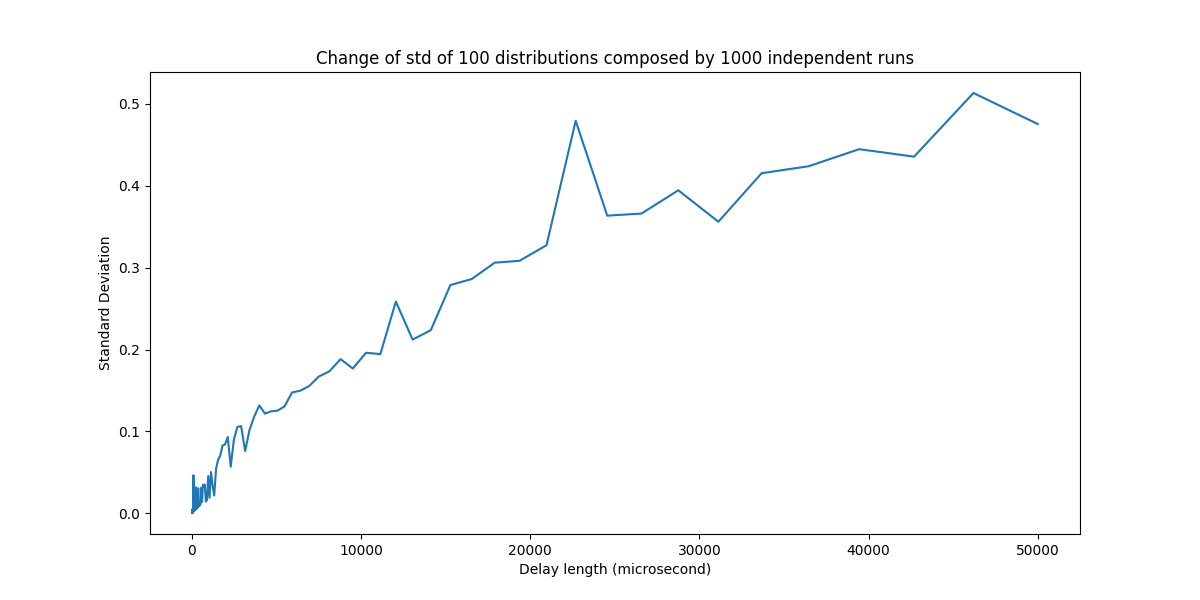 Change of std of 100 distributions composed by 1000 independent runs
Standard Deviation
0.5
0.4
0.3
0.2
0.1
0.0
0 10000 20000 30000 40000 50000
Delay length (microsecond)